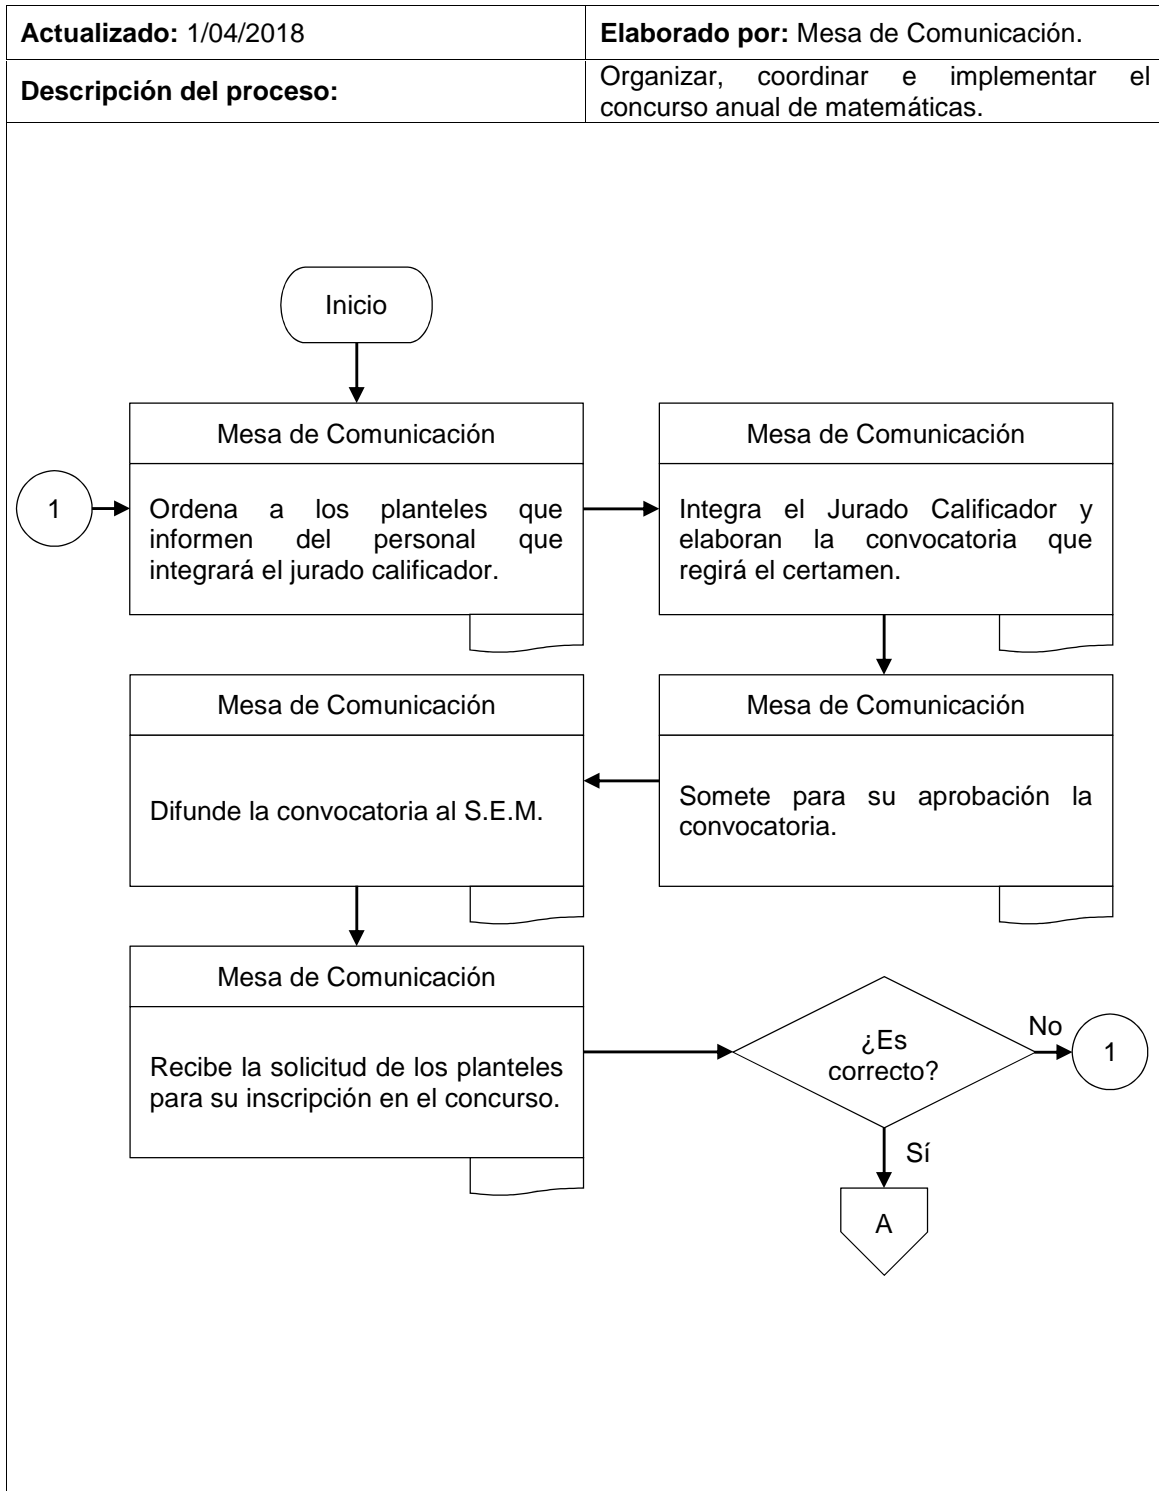 Actualizado: 1/04/2018
Elaborado por: Mesa de Comunicación.
Descripción del proceso:
Organizar, coordinar e implementar el
concurso anual de matemáticas.
Inicio
1
Mesa de Comunicación
Ordena a los planteles que
informen del personal que
integrará el jurado calificador.
Mesa de Comunicación
Integra el Jurado Calificador y
elaboran la convocatoria que
regirá el certamen.
Mesa de Comunicación
Somete para su aprobación la
convocatoria.
Mesa de Comunicación
Difunde la convocatoria al S.E.M.
Mesa de Comunicación
Recibe la solicitud de los planteles
para su inscripción en el concurso.
¿Es
correcto?
No
1
Sí
A